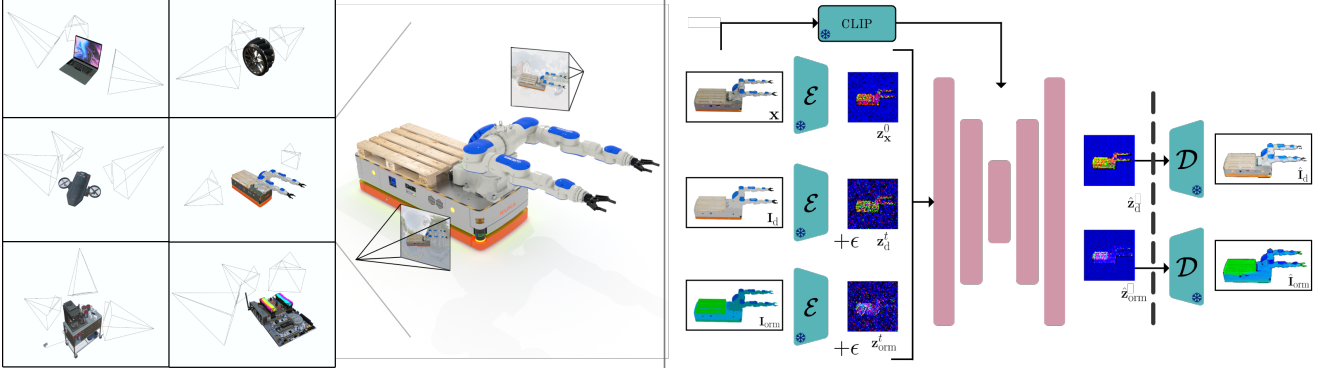 CLIP
x
ℰ
z_x^0
I_d
ℰ
+ϵ z_d^t
I_orm
ℰ
+ϵ z_orm^t
ẑ_d
𝒟
Î_d
ẑ_orm
𝒟
Î_orm